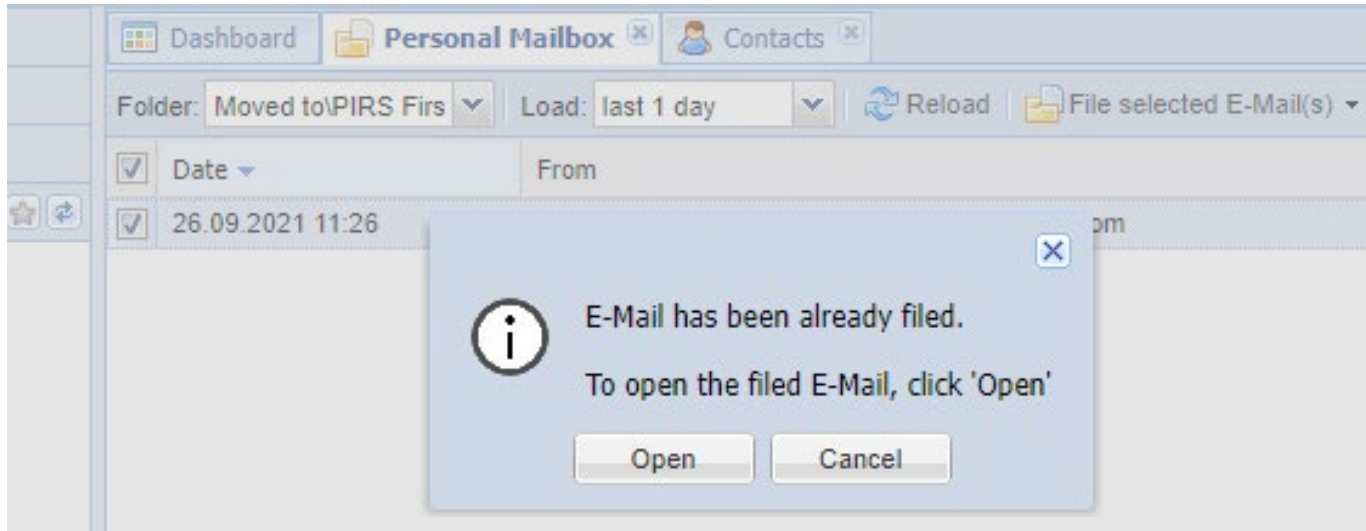 Dashboard Personal Mailbox Contacts
Folder: Moved to\PIRS Firs Load: last 1 day Reload File selected E-Mail(s)
Date From
26.09.2021 11:26 om
E-Mail has been already filed.
To open the filed E-Mail, click 'Open'
Open Cancel